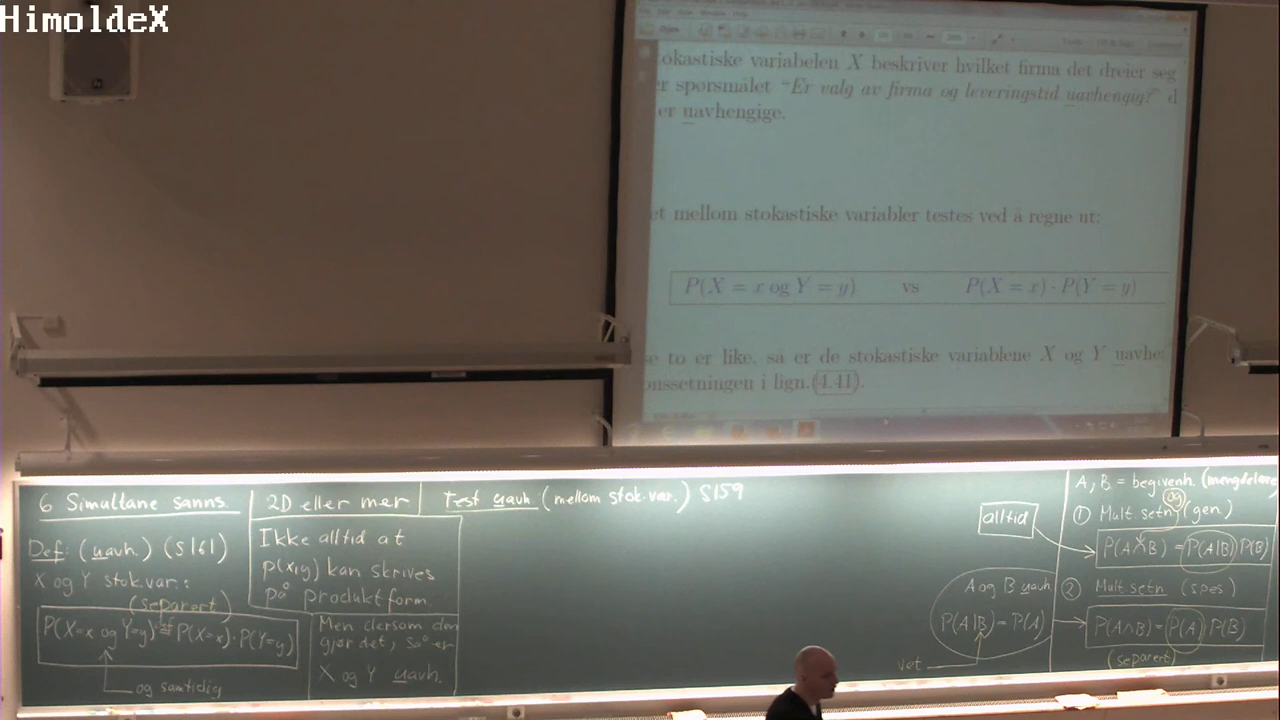 HimoldeX
okastiske variabelen X beskriver hvilket firma det dreier seg
er spørsmålet "Er valg av firma og leveringstid uavhengig?" d
er uavhengige.
et mellom stokastiske variabler testes ved å regne ut:
P(X = x og Y = y) vs P(X = x) · P(Y = y)
se to er like, så er de stokastiske variablene X og Y uavhe
onssetningen i lign.(4.41).
6 Simultane sanns.
Def: (uavh.) (S161)
X og Y stok.var.:
(separert)
P(X=x og Y=y) = P(X=x)·P(Y=y)
og samtidig
2D eller mer
Ikke alltid at
p(x,y) kan skrives
på produktform
Men dersom den
gjør det, så er
X og Y uavh.
Test uavh. (mellom stok.var.) S159
alltid
A og B uavh
P(A|B) = P(A)
vet
A, B = begivenh. (mengdelære
① Mult.setn (gen.)
og
P(A∧B) = P(A|B) P(B)
② Mult setn (spes)
P(A∧B) = P(A) P(B)
(separert)